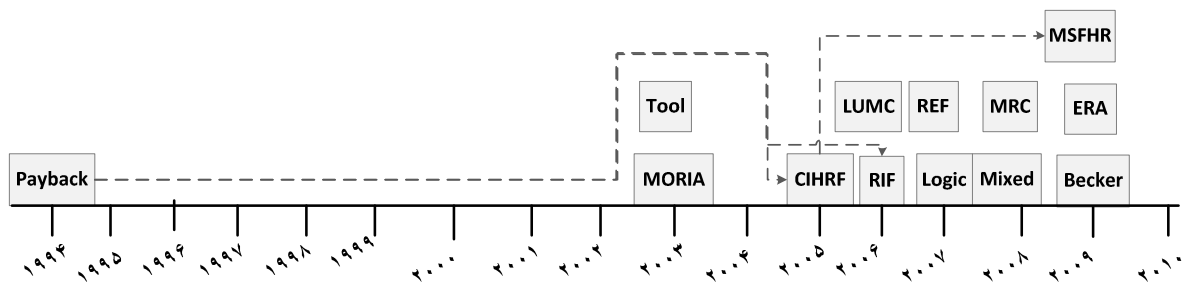 MSFHR
Tool
LUMC
REF
MRC
ERA
Payback
MORIA
CIHRF
RIF
Logic
Mixed
Becker
۱۹۹۴
۱۹۹۵
۱۹۹۶
۱۹۹۷
۱۹۹۸
۱۹۹۹
۲۰۰۰
۲۰۰۱
۲۰۰۲
۲۰۰۳
۲۰۰۴
۲۰۰۵
۲۰۰۶
۲۰۰۷
۲۰۰۸
۲۰۰۹
۲۰۱۰